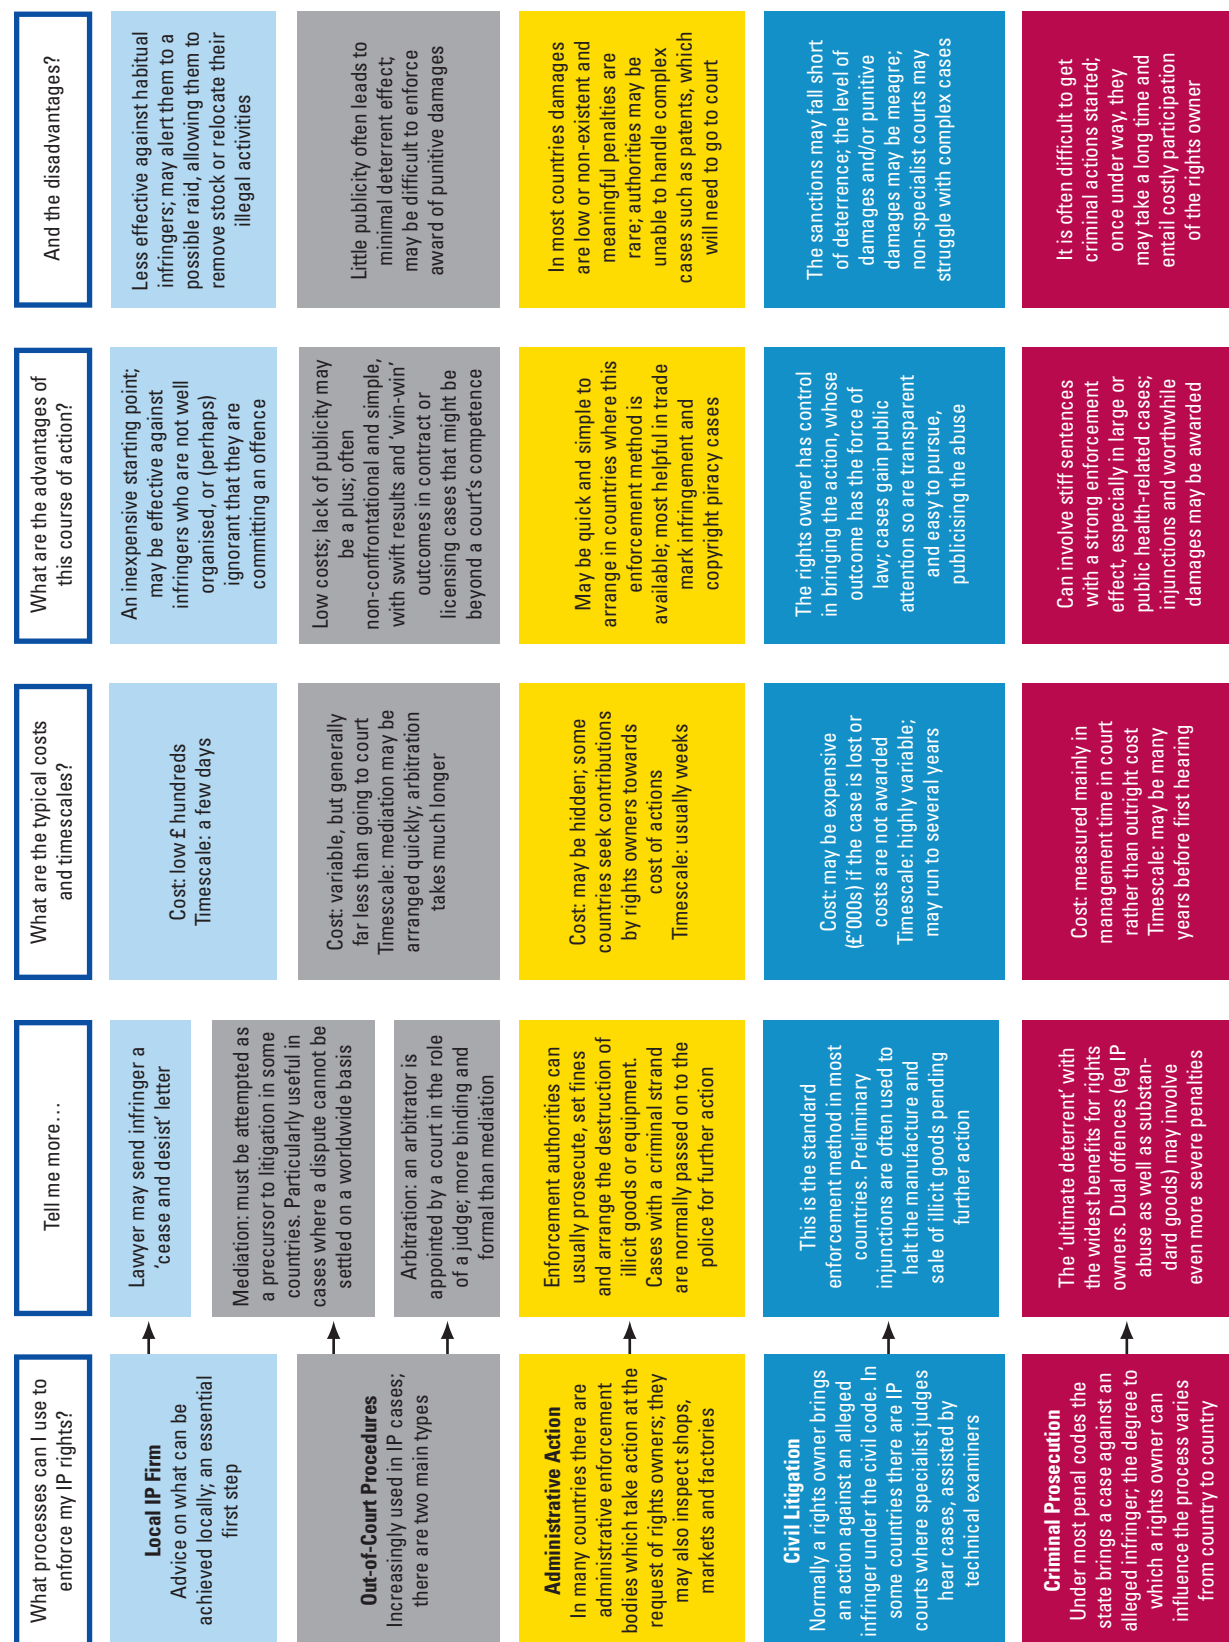 What processes can I use to
enforce my IP rights?
Tell me more…
What are the typical costs
and timescales?
What are the the advantages of
this course of action?
And the disadvantages?
Local IP Firm
Advice on what can be
achieved locally; an essential
first step
Lawyer may send infringer a
‘cease and desist’ letter
Cost: low £ hundreds
Timescale: a few days
An inexpensive starting point;
may be effective against
infringers who are not well
organised, or (perhaps)
ignorant that they are
committing an offence
Less effective against habitual
infringers; may alert them to a
possible raid, allowing them to
remove stock or relocate their
illegal activities
Out-of-Court Procedures
Increasingly used in IP cases;
there are two main types
Mediation: must be attempted as
a precursor to litigation in some
countries. Particularly useful in
cases where a dispute cannot be
settled on a worldwide basis
Arbitration: an arbitrator is
appointed by a court in the role
of a judge; more binding and
formal than mediation
Cost: variable, but generally
far less than going to court
Timescale: mediation may be
arranged quickly; arbitration
takes much longer
Low costs; lack of publicity may
be a plus; often
non-confrontational and simple,
with swift results and ‘win-win’
outcomes in contract or
licensing cases that might be
beyond a court’s competence
Little publicity often leads to
minimal deterrent effect;
may be difficult to enforce
award of punitive damages
Administrative Action
In many countries there are
administrative enforcement
bodies which take action at the
request of rights owners; they
may also inspect shops,
markets and factories
Enforcement authorities can
usually prosecute, set fines
and arrange the destruction of
illicit goods or equipment.
Cases with a criminal strand
are normally passed on to the
police for further action
Cost: may be hidden; some
countries seek contributions
by rights owners towards
cost of actions
Timescale: usually weeks
May be quick and simple to
arrange in countries where this
enforcement method is
available; most helpful in trade
mark infringement and
copyright piracy cases
In most countries damages
are low or non-existent and
meaningful penalties are
rare; authorities may be
unable to handle complex
cases such as patents, which
will need to go to court
Civil Litigation
Normally a rights owner brings
an action against an alleged
infringer under the civil code. In
some countries there are IP
courts where specialist judges
hear cases, assisted by
technical examiners
This is the standard
enforcement method in most
countries. Preliminary
injunctions are often used to
halt the manufacture and
sale of illicit goods pending
further action
Cost: may be expensive
(£’000s) if the case is lost or
costs are not awarded
Timescale: highly variable;
may run to several years
The rights owner has control
in bringing the action, whose
outcome has the force of
law; cases gain public
attention so are transparent
and easy to pursue,
publicising the abuse
The sanctions may fall short
of deterrence; the level of
damages and/or punitive
damages may be meagre;
non-specialist courts may
struggle with complex cases
Criminal Prosecution
Under most penal codes the
state brings a case against an
alleged infringer; the degree to
which a rights owner can
influence the process varies
from country to country
The ‘ultimate deterrent’ with
the widest benefits for rights
owners. Dual offences (eg IP
abuse as well as substan-
dard goods) may involve
even more severe penalties
Cost: measured mainly in
management time in court
rather than outright cost
Timescale: may be many
years before first hearing
Can involve stiff sentences
with a strong enforcement
effect, especially in large or
public health-related cases;
injunctions and worthwhile
damages may be awarded
It is often difficult to get
criminal actions started;
once under way, they
may take a long time and
entail costly participation
of the rights owner